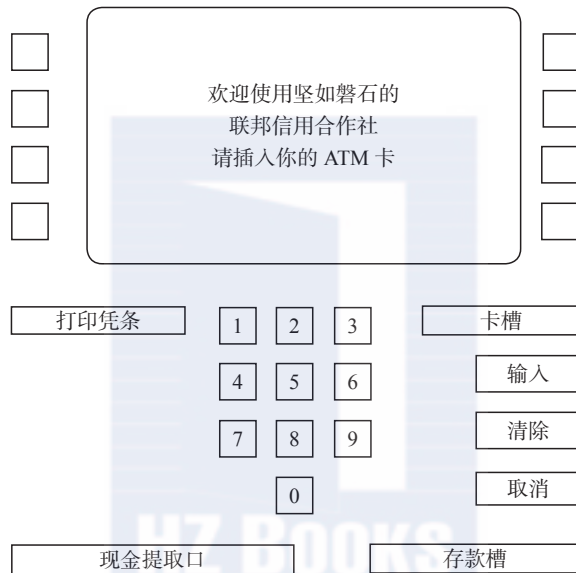 欢迎使用坚如磐石的
联邦信用合作社
请插入你的 ATM 卡
打印凭条 1 2 3 卡槽
4 5 6 输入
7 8 9 清除
0 取消
现金提取口 存款槽
HZ BOOKS